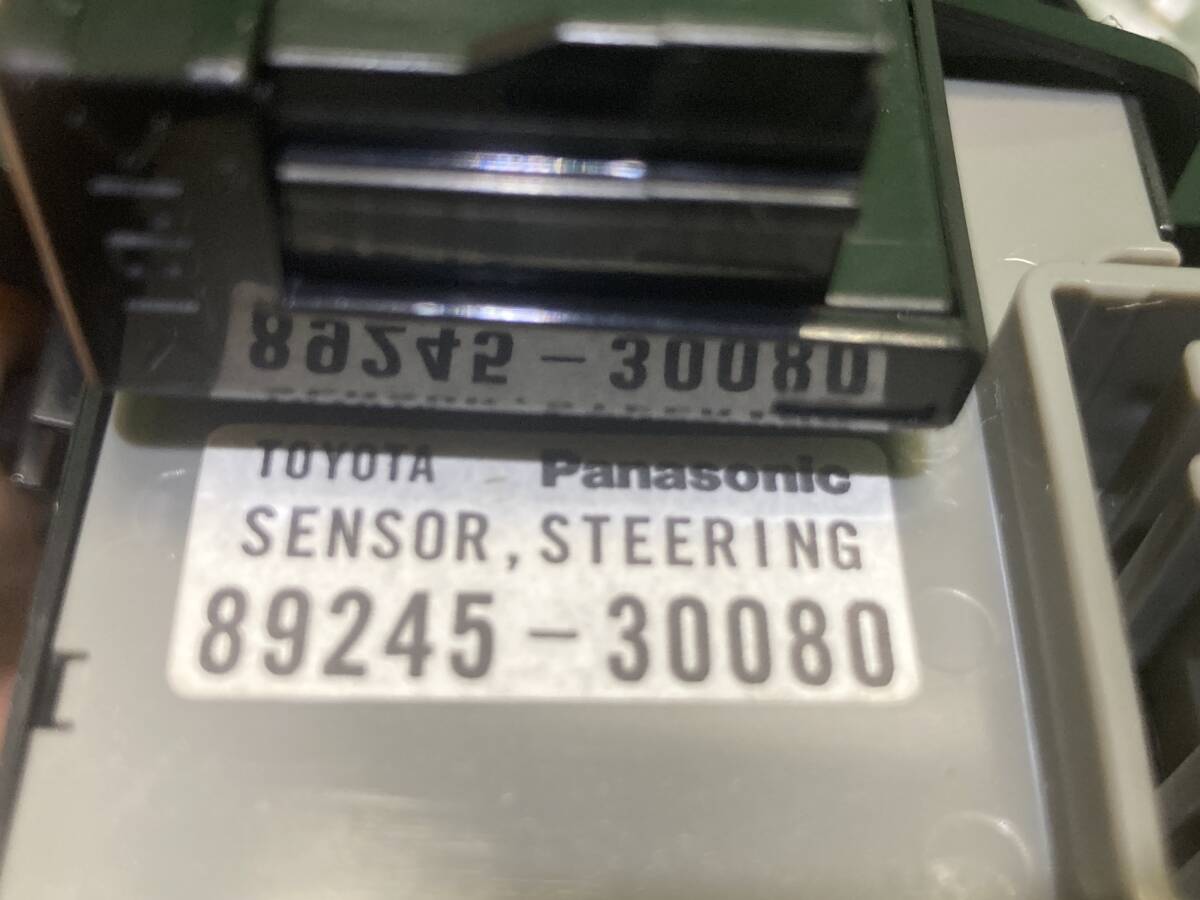 89245-30080
TOYOTA Panasonic
SENSOR, STEERING
89245-30080